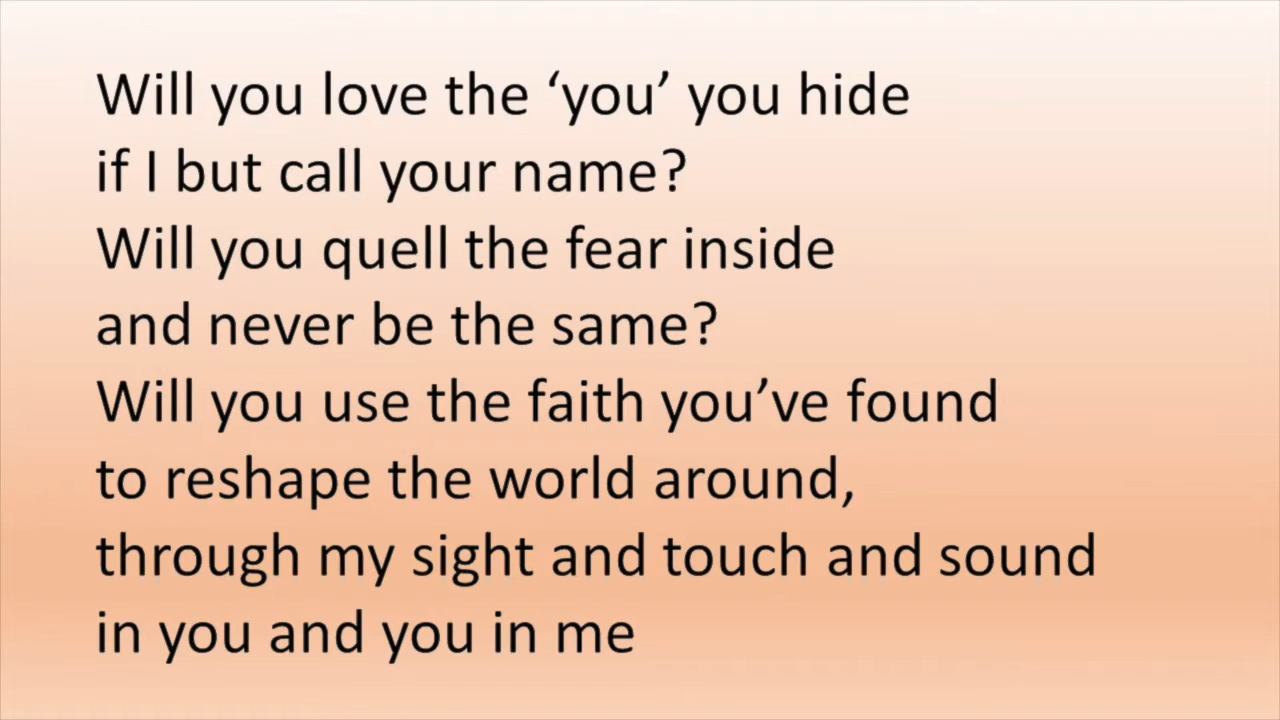 Will you love the ‘you’ you hide
if I but call your name?
Will you quell the fear inside
and never be the same?
Will you use the faith you’ve found
to reshape the world around,
through my sight and touch and sound
in you and you in me